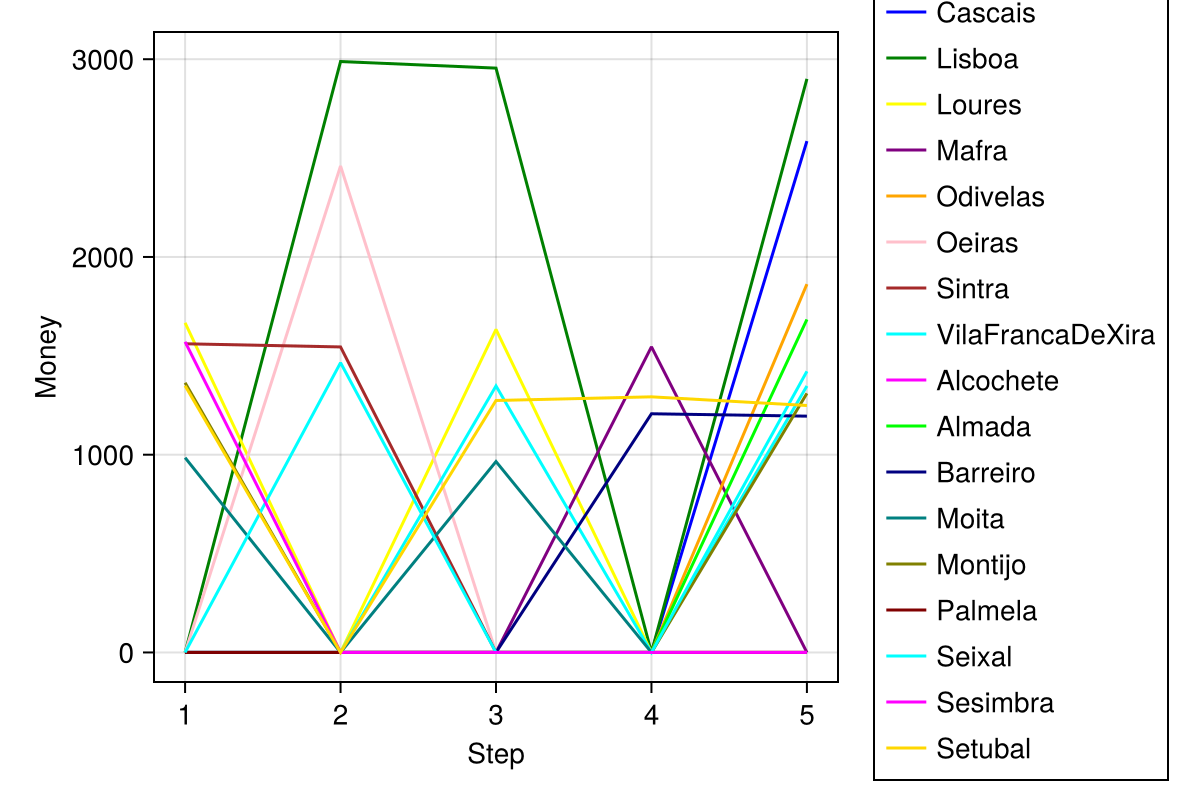 3000
2000
1000
0
Money
1
2
3
4
5
Step
Cascais
Lisboa
Loures
Mafra
Odivelas
Oeiras
Sintra
VilaFrancaDeXira
Alcochete
Almada
Barreiro
Moita
Montijo
Palmela
Seixal
Sesimbra
Setubal